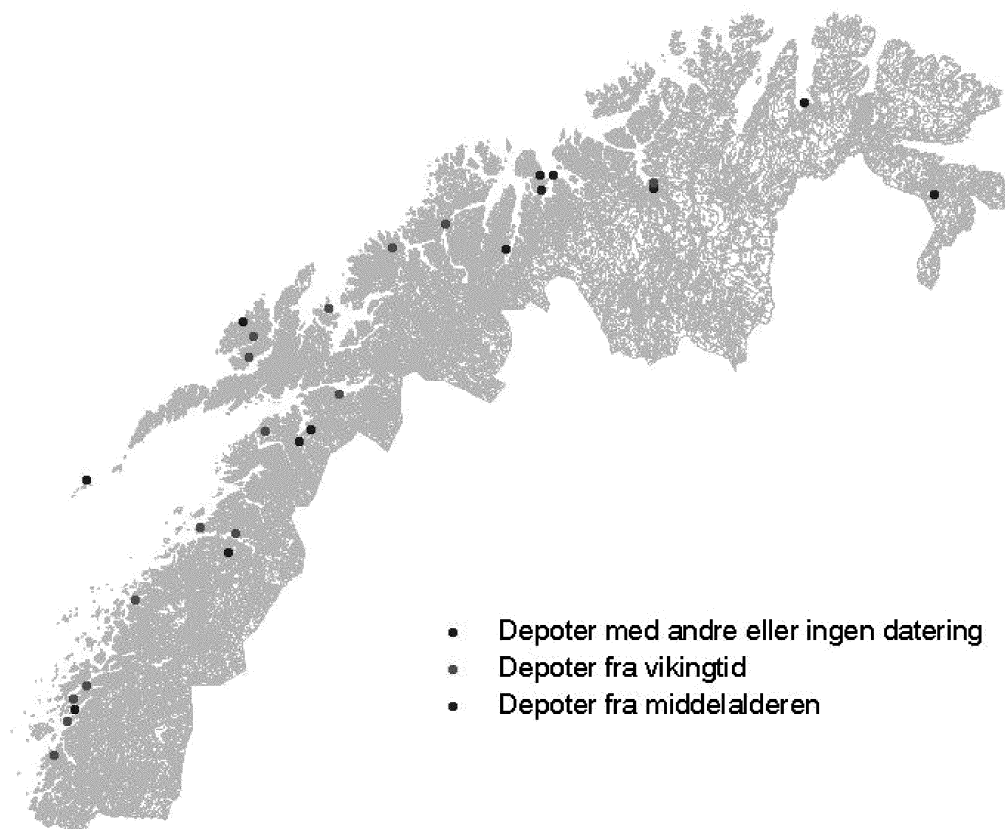 Depoter med andre eller ingen datering
Depoter fra vikingtid
Depoter fra middelalderen